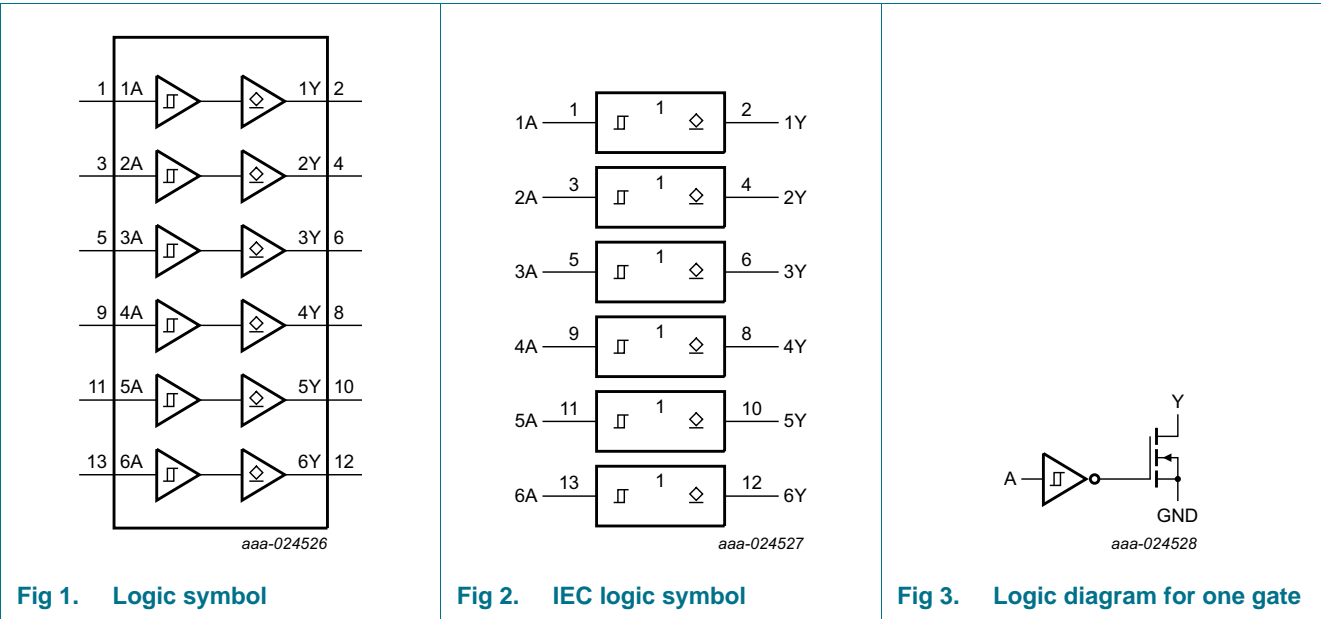 1 1A 1Y 2
3 2A 2Y 4
5 3A 3Y 6
9 4A 4Y 8
11 5A 5Y 10
13 6A 6Y 12
aaa-024526
Fig 1. Logic symbol
1A 1 1 2 1Y
2A 3 1 4 2Y
3A 5 1 6 3Y
4A 9 1 8 4Y
5A 11 1 10 5Y
6A 13 1 12 6Y
aaa-024527
Fig 2. IEC logic symbol
Y
A
GND
aaa-024528
Fig 3. Logic diagram for one gate